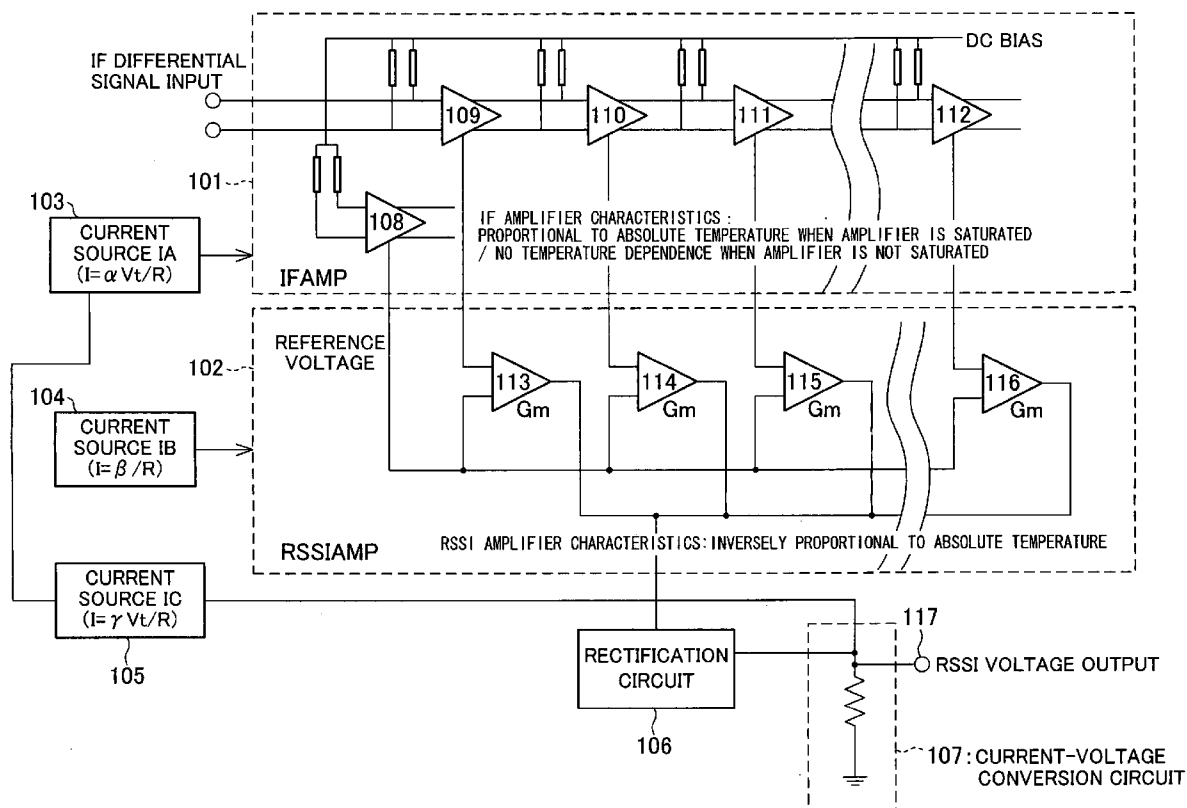 IF DIFFERENTIAL
SIGNAL INPUT
DC BIAS
109
110
111
112
101
103
CURRENT
SOURCE IA
(I=αVt/R)
108
IF AMPLIFIER CHARACTERISTICS:
PROPORTIONAL TO ABSOLUTE TEMPERATURE WHEN AMPLIFIER IS SATURATED
/ NO TEMPERATURE DEPENDENCE WHEN AMPLIFIER IS NOT SATURATED
IFAMP
REFERENCE
VOLTAGE
102
104
CURRENT
SOURCE IB
(I=β/R)
113
Gm
114
Gm
115
Gm
116
Gm
RSSIAMP
RSSI AMPLIFIER CHARACTERISTICS:INVERSELY PROPORTIONAL TO ABSOLUTE TEMPERATURE
CURRENT
SOURCE IC
(I=γVt/R)
105
RECTIFICATION
CIRCUIT
106
117
RSSI VOLTAGE OUTPUT
107:CURRENT-VOLTAGE
CONVERSION CIRCUIT